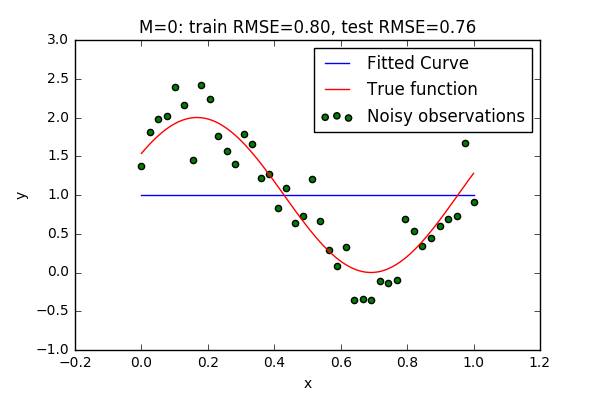 M=0: train RMSE=0.80, test RMSE=0.76
3.0
2.5
2.0
1.5
1.0
0.5
0.0
−0.5
−1.0
y
Fitted Curve
True function
Noisy observations
−0.2 0.0 0.2 0.4 0.6 0.8 1.0 1.2
x